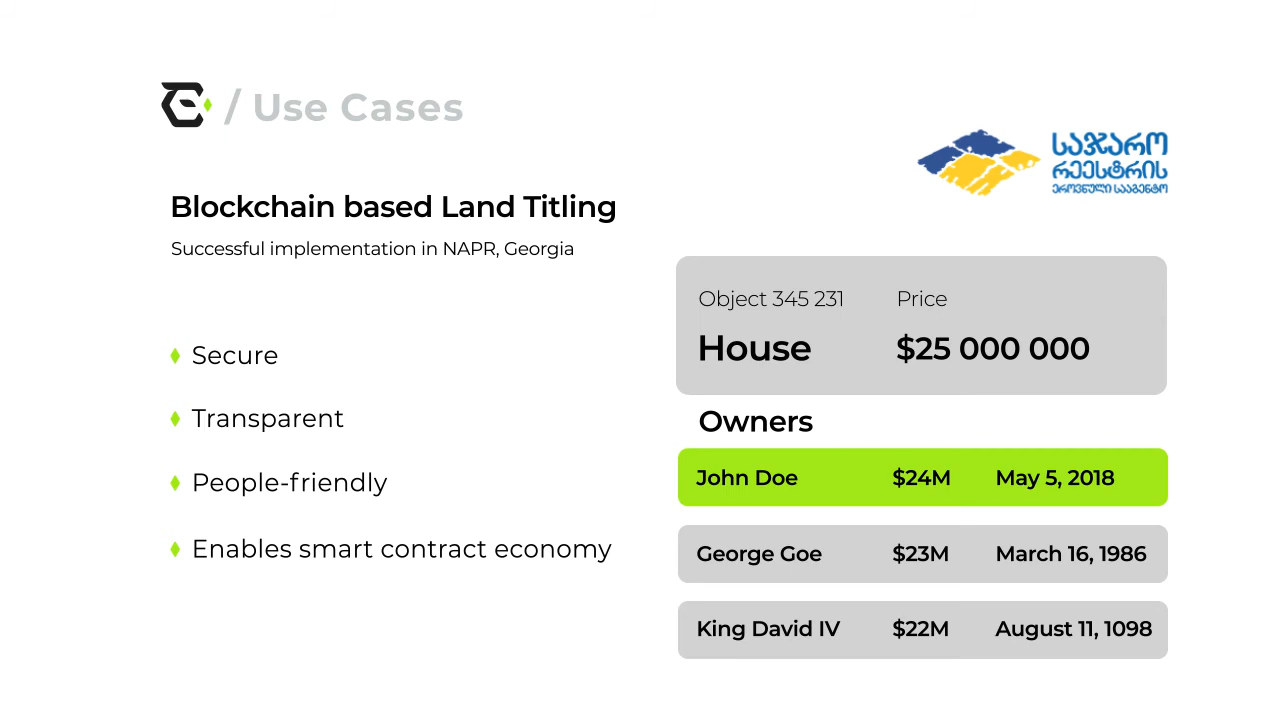 / Use Cases
საჯარო
რეესტრის
ეროვნული სააგენტო
Blockchain based Land Titling
Successful implementation in NAPR, Georgia
Secure
Transparent
People-friendly
Enables smart contract economy
Object 345 231 Price
House $25 000 000
Owners
John Doe $24M May 5, 2018
George Goe $23M March 16, 1986
King David IV $22M August 11, 1098